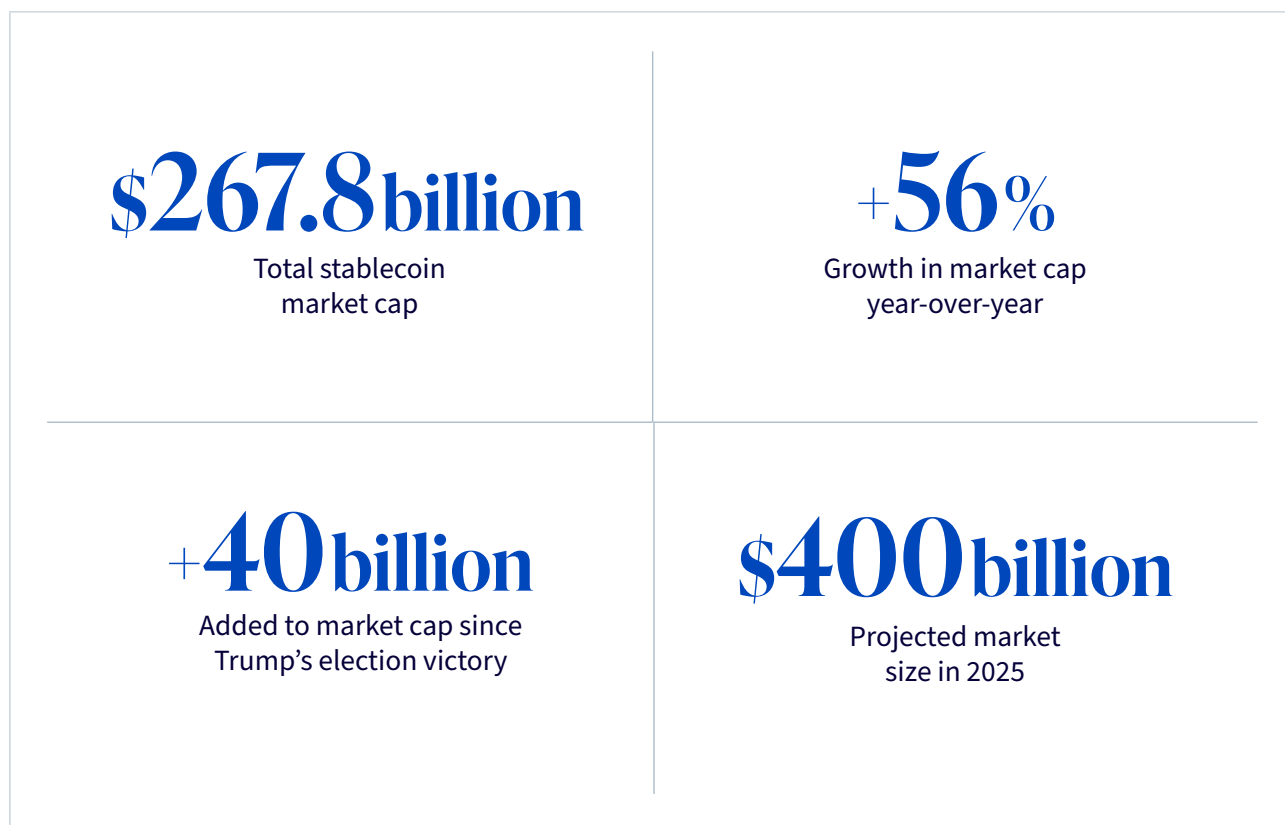 $267.8 billion
Total stablecoin
market cap
+56%
Growth in market cap
year-over-year
+40 billion
Added to market cap since
Trump’s election victory
$400 billion
Projected market
size in 2025